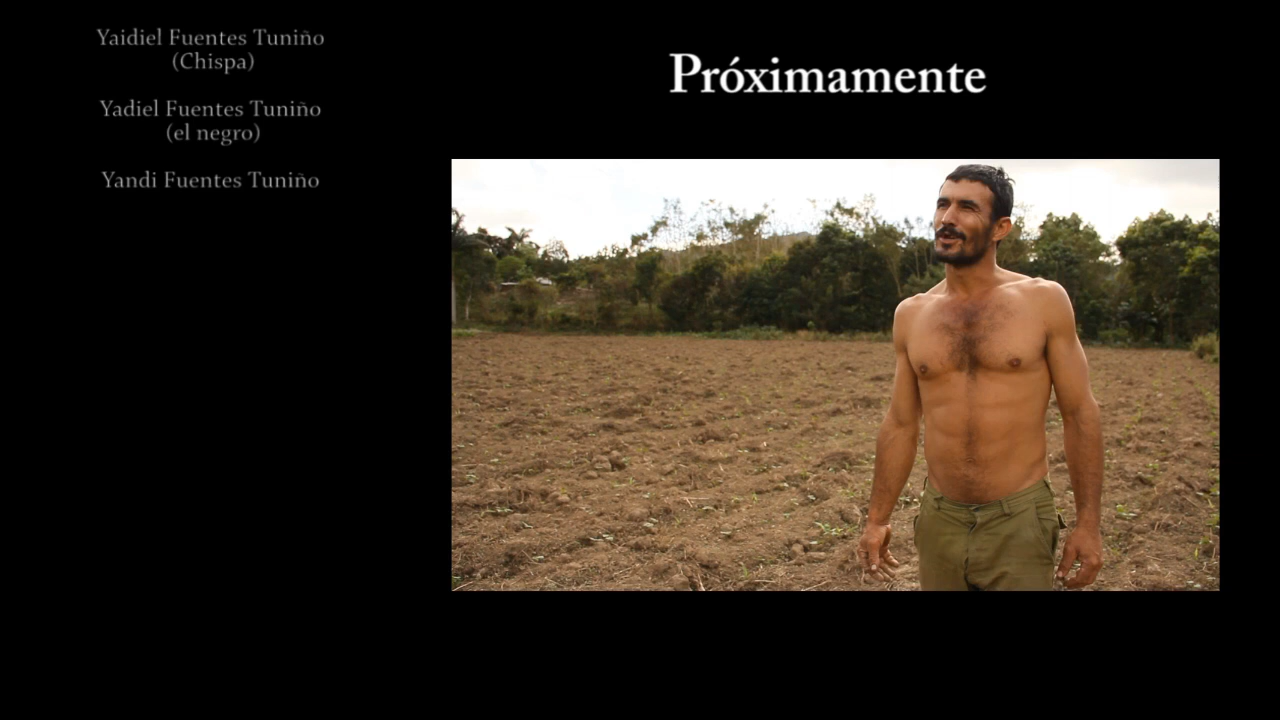 Yaidiel Fuentes Tuniño
(Chispa)
Yadiel Fuentes Tuniño
(el negro)
Yandi Fuentes Tuniño
Próximamente